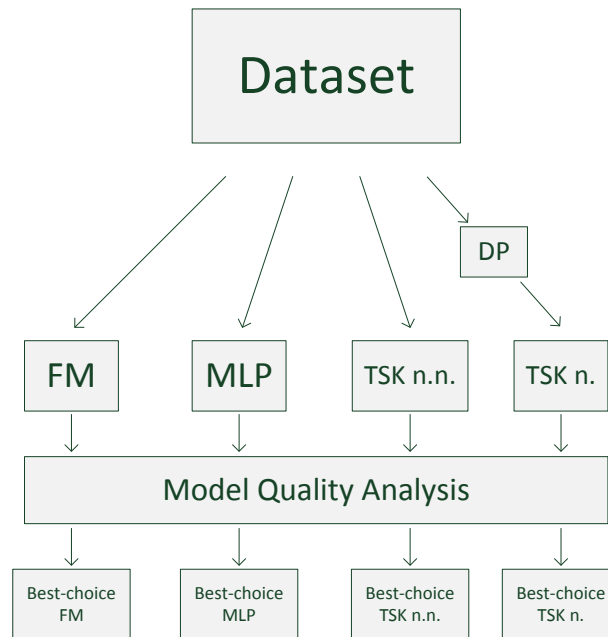 Dataset
DP
FM
MLP
TSK n.n.
TSK n.
Model Quality Analysis
Best-choice
FM
Best-choice
MLP
Best-choice
TSK n.n.
Best-choice
TSK n.